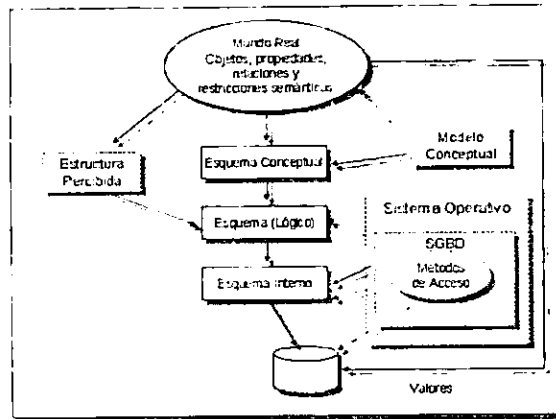 Mundo Real
Objetos, propiedades,
relaciones y
restricciones semánticas
Estructura
Percibida
Esquema Conceptual
Modelo
Conceptual
Esquema (Lógico)
Sistema Operativo
SGBD
Métodos
de Acceso
Esquema Interno
Valores